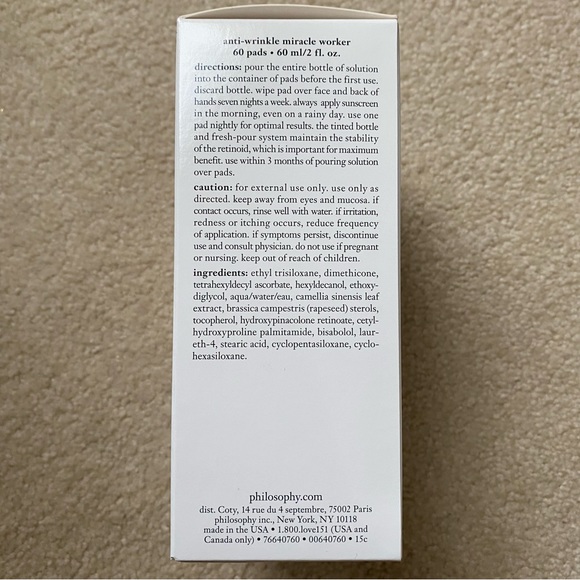 anti-wrinkle miracle worker
60 pads • 60 ml/2 fl. oz.
directions: pour the entire bottle of solution
into the container of pads before the first use.
discard bottle. wipe pad over face and back of
hands seven nights a week. always apply sunscreen
in the morning, even on a rainy day. use one
pad nightly for optimal results. the tinted bottle
and fresh-pour system maintain the stability
of the retinoid, which is important for maximum
benefit. use within 3 months of pouring solution
over pads.
caution: for external use only. use only as
directed. keep away from eyes and mucosa. if
contact occurs, rinse well with water. if irritation,
redness or itching occurs, reduce frequency
of application. if symptoms persist, discontinue
use and consult physician. do not use if pregnant
or nursing. keep out of reach of children.
ingredients: ethyl trisiloxane, dimethicone,
tetrahexyldecyl ascorbate, hexyldecanol, ethoxy-
diglycol, aqua/water/eau, camellia sinensis leaf
extract, brassica campestris (rapeseed) sterols,
tocopherol, hydroxypinacolone retinoate, cetyl-
hydroxyproline palmitamide, bisabolol, laur-
eth-4, stearic acid, cyclopentasiloxane, cyclo-
hexasiloxane.
philosophy.com
dist. Coty, 14 rue du 4 septembre, 75002 Paris
philosophy inc., New York, NY 10118
made in the USA • 1.800.love151 (USA and
Canada only) • 76640760 • 00640760 • 15c